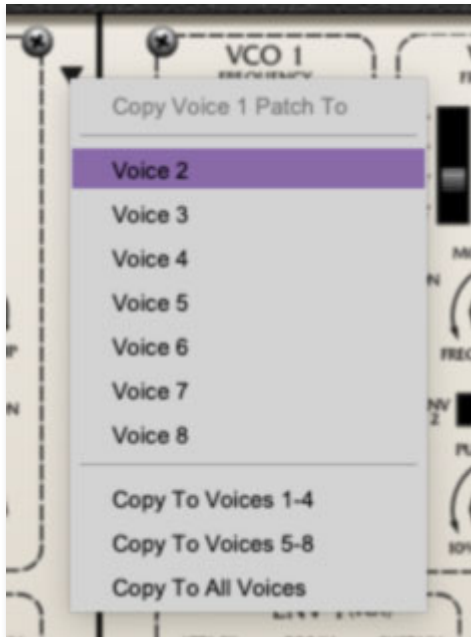 VCO 1
FREQUENCY
Copy Voice 1 Patch To
Voice 2
Voice 3
Voice 4
Voice 5
Voice 6
Voice 7
Voice 8
Copy To Voices 1-4
Copy To Voices 5-8
Copy To All Voices